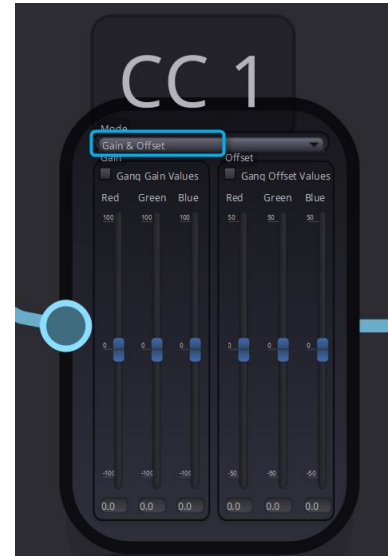 CC 1
Mode
Gain & Offset
Gain Offset
Gang Gain Values Gang Offset Values
Red Green Blue Red Green Blue
100 100 100 50 50 50
0 0 0 0 0 0
-100 -100 -100 -50 -50 -50
0.0 0.0 0.0 0.0 0.0 0.0